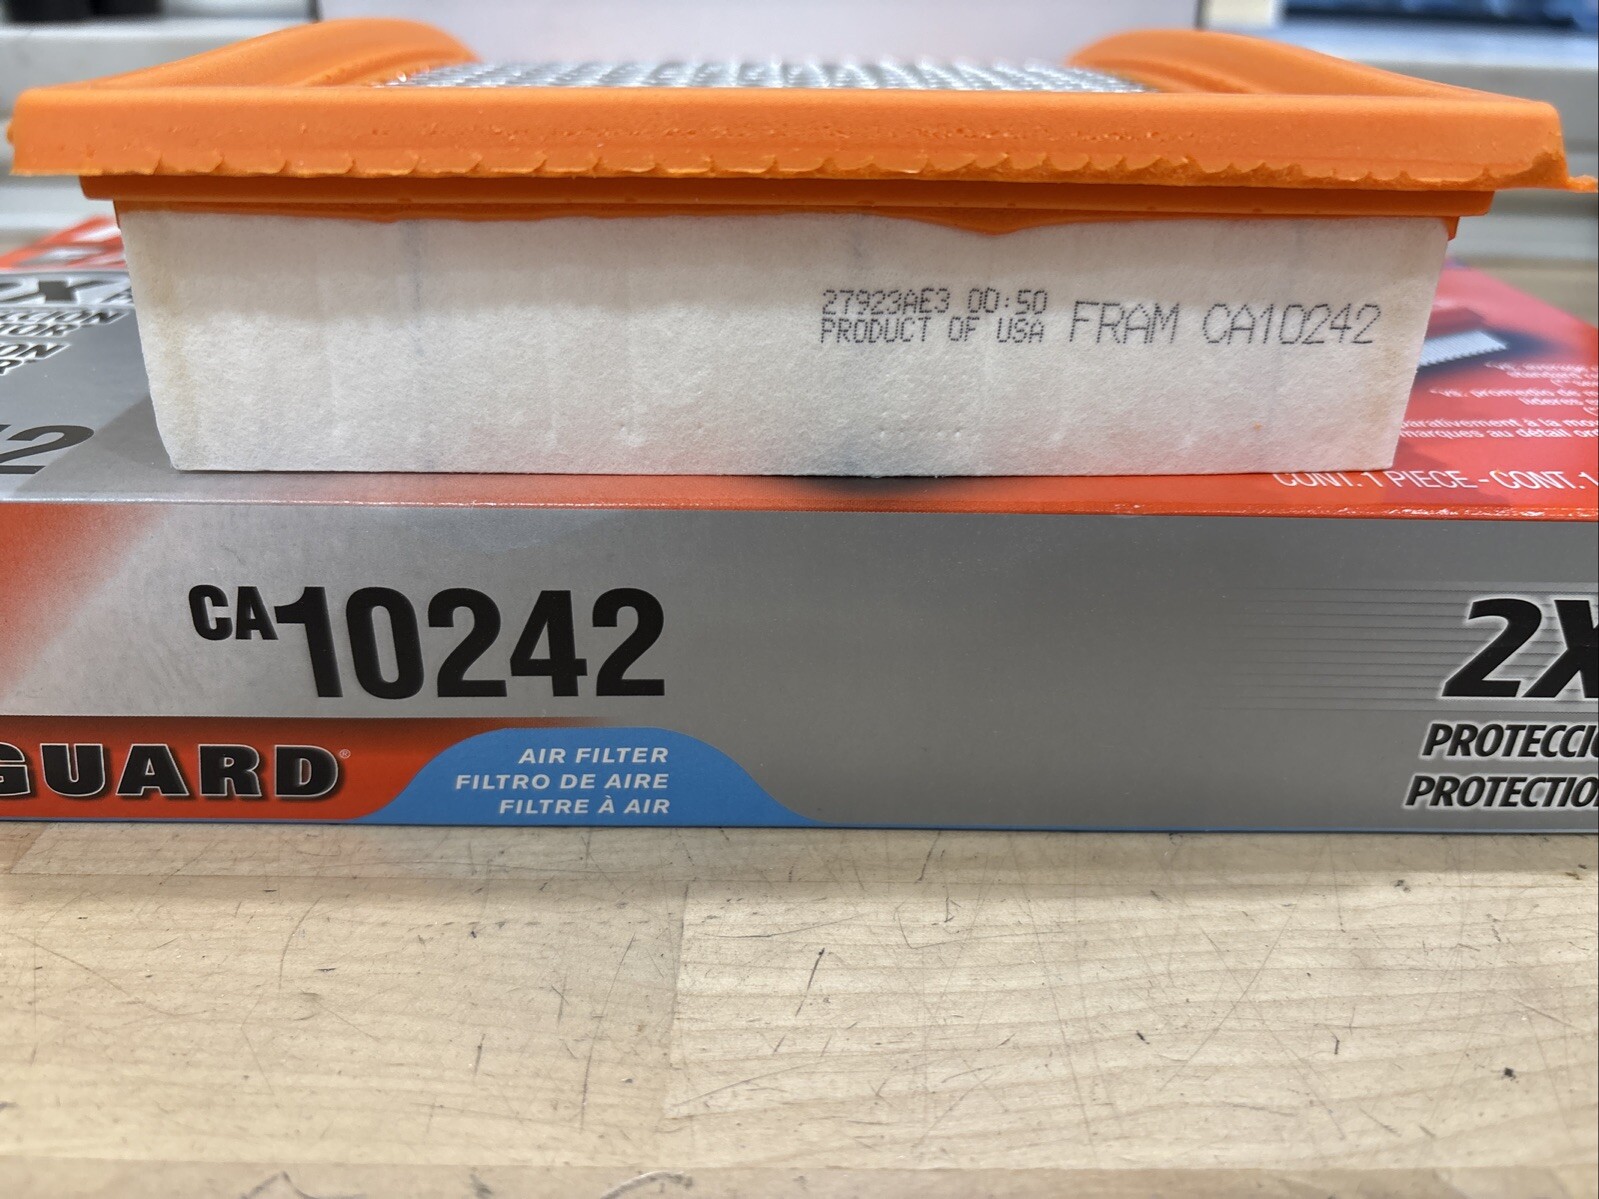 27923AE3 00:50
PRODUCT OF USA
FRAM CA10242
CONT. 1 PIECE - CONT. 1
CA10242
2X
PROTECCI
PROTECTIO
GUARD®
AIR FILTER
FILTRO DE AIRE
FILTRE À AIR